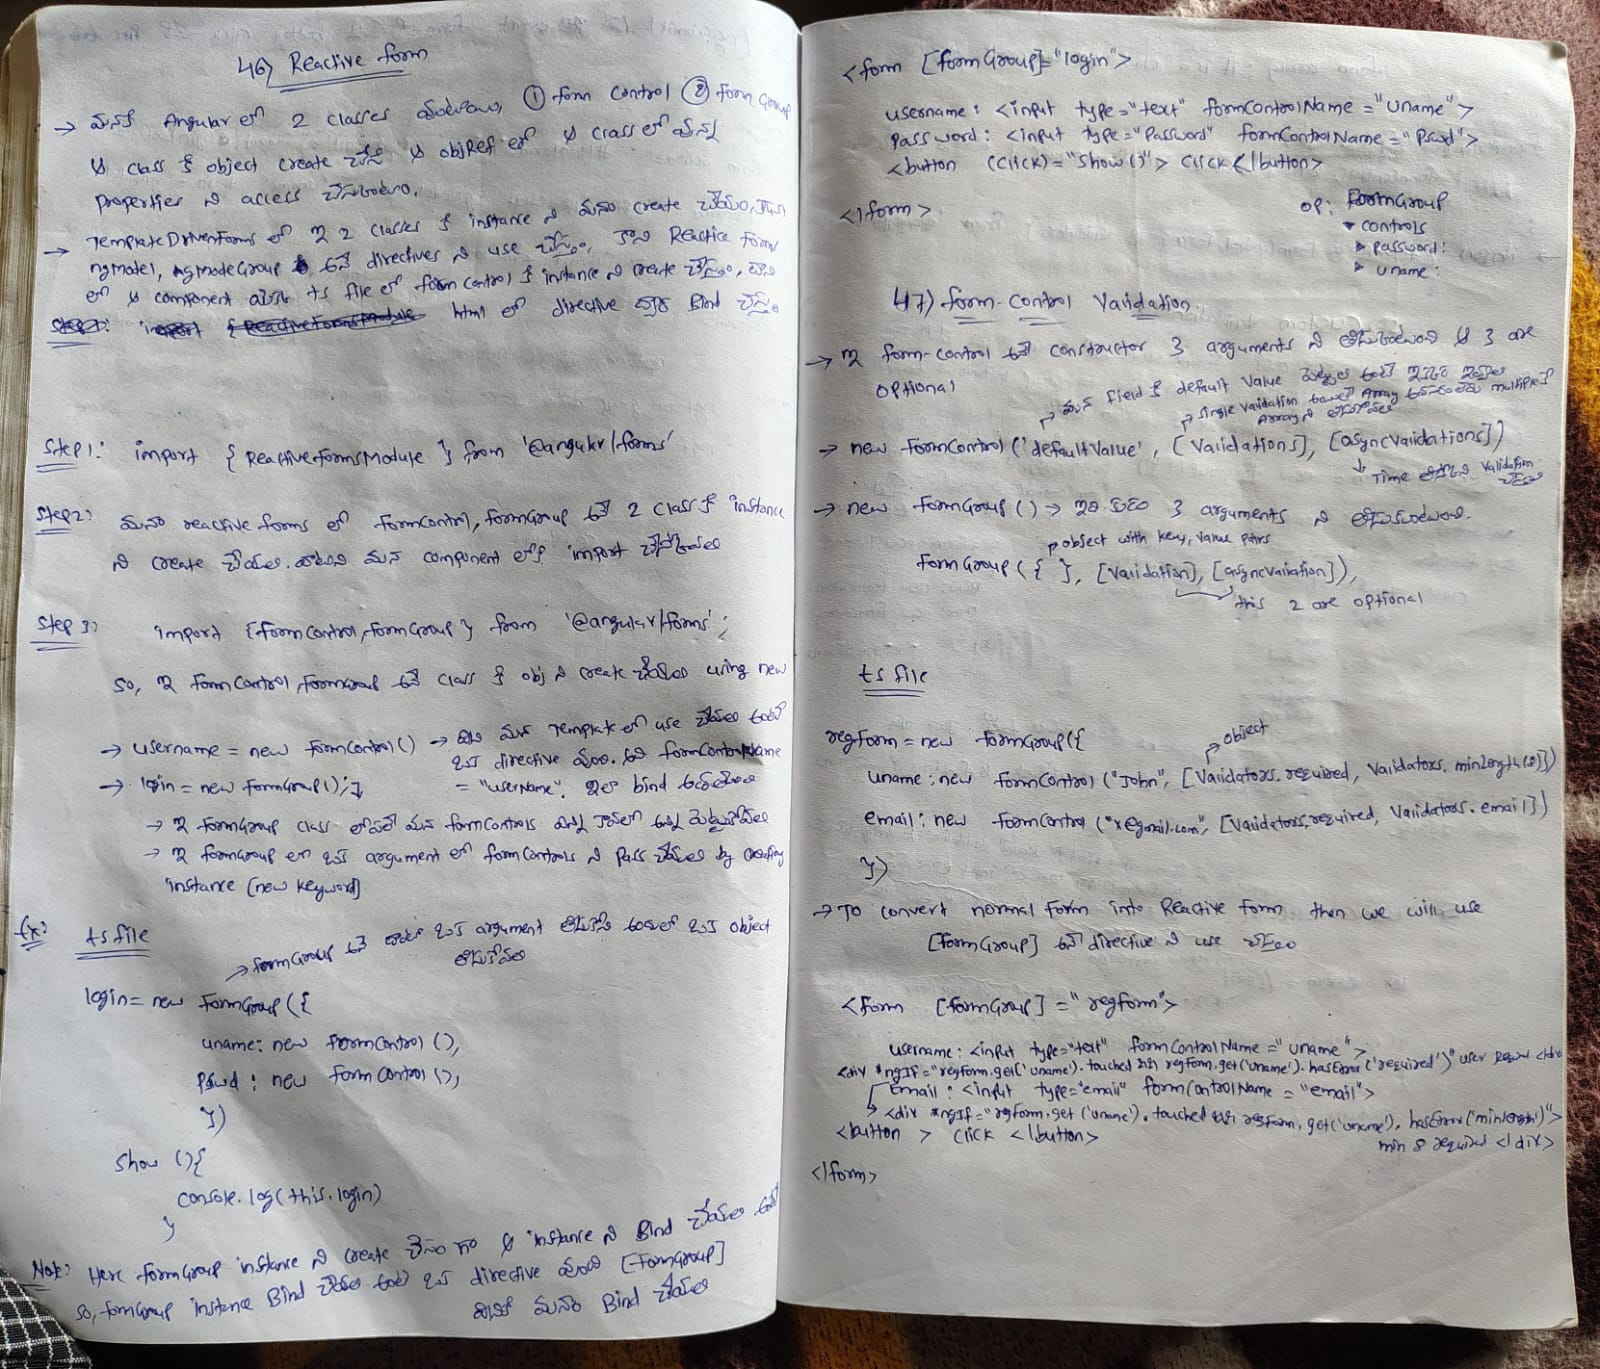 46) Reactive form
→ మనకి Angular లో 2 classes ఉంటాయి, ① form control ② form Group
ఆ class కి object create చేసి ఆ objRef లో ఆ class లో ఉన్న
properties ని access చేసుకుంటాం.
→ TemplateDrivenForms లో ఈ 2 classes కి instance ని మనం create చేయం,
ngModel, ngModeGroup అనే directives ని use చేస్తాం. కాని Reactive forms
లో ఆ component యొక్క ts file లో form control కి instance ని create చేస్తాం,
html లో directive ద్వారా Bind చేస్తాం
Step1: import { ReactiveFormsModule } from '@angular/forms'
Step2: మనం reactive forms లో formControl, formGroup అనే 2 class కి instance
ని create చేయాలి. వాటిని మన component లోకి import చేసుకోవాలి
Step 3: import {formControl, formGroup} from '@angular/forms';
so, ఈ formControl, formGroup అనే class కి obj ని create చేయాలి using new
→ username = new formControl() → దీని మన Template లో use చేయాలి అంటే
ఒక directive ఉంది. అది formControlName
→ login = new formGroup(); = "userName". ఇలా bind అవుతుంది
→ ఈ formGroup class లోపలే మన formControls ఎన్ని కావాలో అన్ని పెట్టుకోవాలి
→ ఈ formGroup లో ఒక argument లో formControls ని pass చేయాలి by creating
instance (new keyword)
Ex: ts file
→ formGroup అనే దాంట్లో ఒక argument తీసుకొని అందులో ఒక object
తీసుకోవాలి
login = new formGroup({
uname: new formControl(),
pswd : new form control(),
})
show (){
console.log(this.login)
}
Note: Here formGroup instance ని create చేసాం గా ఆ instance ని Bind చేయాలి అంటే
so, formGroup instance Bind చేయాలి అంటే ఒక directive ఉంది [formGroup]
దీనితో మనం Bind చేయాలి
<form [formGroup]="login">
username: <input type="text" formControlName="uname">
password: <input type="password" formControlName="pswd">
<button (click)="show()"> click </button>
</form>
op: FormGroup
▾ controls
▸ password:
▸ uname:
47) form-control validation
→ ఈ form-control అనే constructor 3 arguments ని తీసుకుంటుంది ఆ 3 are
optional
మన field కి default value పెట్టాలి అంటే ఇక్కడ ఇవ్వాలి
single validation అయితే Array అవసరం లేదు multiple కి
Array ని తీసుకోవాలి
→ new formControl('defaultValue', [Validations], [asyncValidations])
Time తీసుకొని validation
చేస్తాం
→ new formGroup() → ఇది కూడా 3 arguments ని తీసుకుంటుంది.
object with key, value pairs
formGroup({ }, [Validation], [asyncvaliation]),
this 2 are optional
ts file
regForm = new formGroup({
object
uname: new formControl("John", [Validators.required, Validators.minLength(8)])
email: new formControl("x@gmail.com", [Validators.required, Validators.email])
})
→ To convert normal form into Reactive form then we will use
[formGroup] అనే directive ని use చేస్తాం
<form [formGroup]="regform">
username: <input type="text" formControlName="uname">
<div *ngIf="regform.get('uname').touched && regform.get('uname').hasError('required')" user Requird </div
Email: <input type="email" formControlName="email">
<div *ngIf="regForm.get('uname').touched && regForm.get('uname').hasError('minlength')">
min 8 required </div>
<button > click </button>
</form>